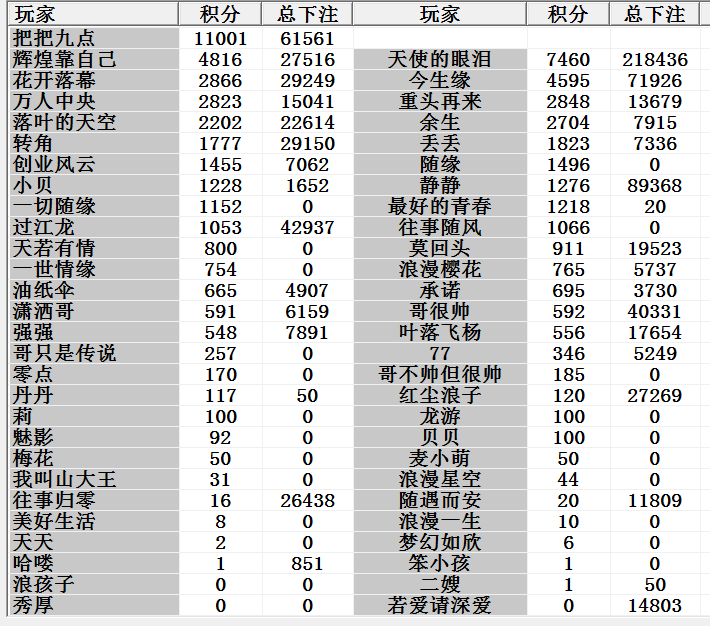 玩家 积分 总下注 玩家 积分 总下注
把把九点 11001 61561
辉煌靠自己 4816 27516 天使的眼泪 7460 218436
花开落幕 2866 29249 今生缘 4595 71926
万人中央 2823 15041 重头再来 2848 13679
落叶的天空 2202 22614 余生 2704 7915
转角 1777 29150 丢丢 1823 7336
创业风云 1455 7062 随缘 1496 0
小贝 1228 1652 静静 1276 89368
一切随缘 1152 0 最好的青春 1218 20
过江龙 1053 42937 往事随风 1066 0
天若有情 800 0 莫回头 911 19523
一世情缘 754 0 浪漫樱花 765 5737
油纸伞 665 4907 承诺 695 3730
潇洒哥 591 6159 哥很帅 592 40331
强强 548 7891 叶落飞杨 556 17654
哥只是传说 257 0 77 346 5249
零点 170 0 哥不帅但很帅 185 0
丹丹 117 50 红尘浪子 120 27269
莉 100 0 龙游 100 0
魅影 92 0 贝贝 100 0
梅花 50 0 麦小萌 50 0
我叫山大王 31 0 浪漫星空 44 0
往事归零 16 26438 随遇而安 20 11809
美好生活 8 0 浪漫一生 10 0
天天 2 0 梦幻如欣 6 0
哈喽 1 851 笨小孩 1 0
浪孩子 0 0 二嫂 1 50
秀厚 0 0 若爱请深爱 0 14803